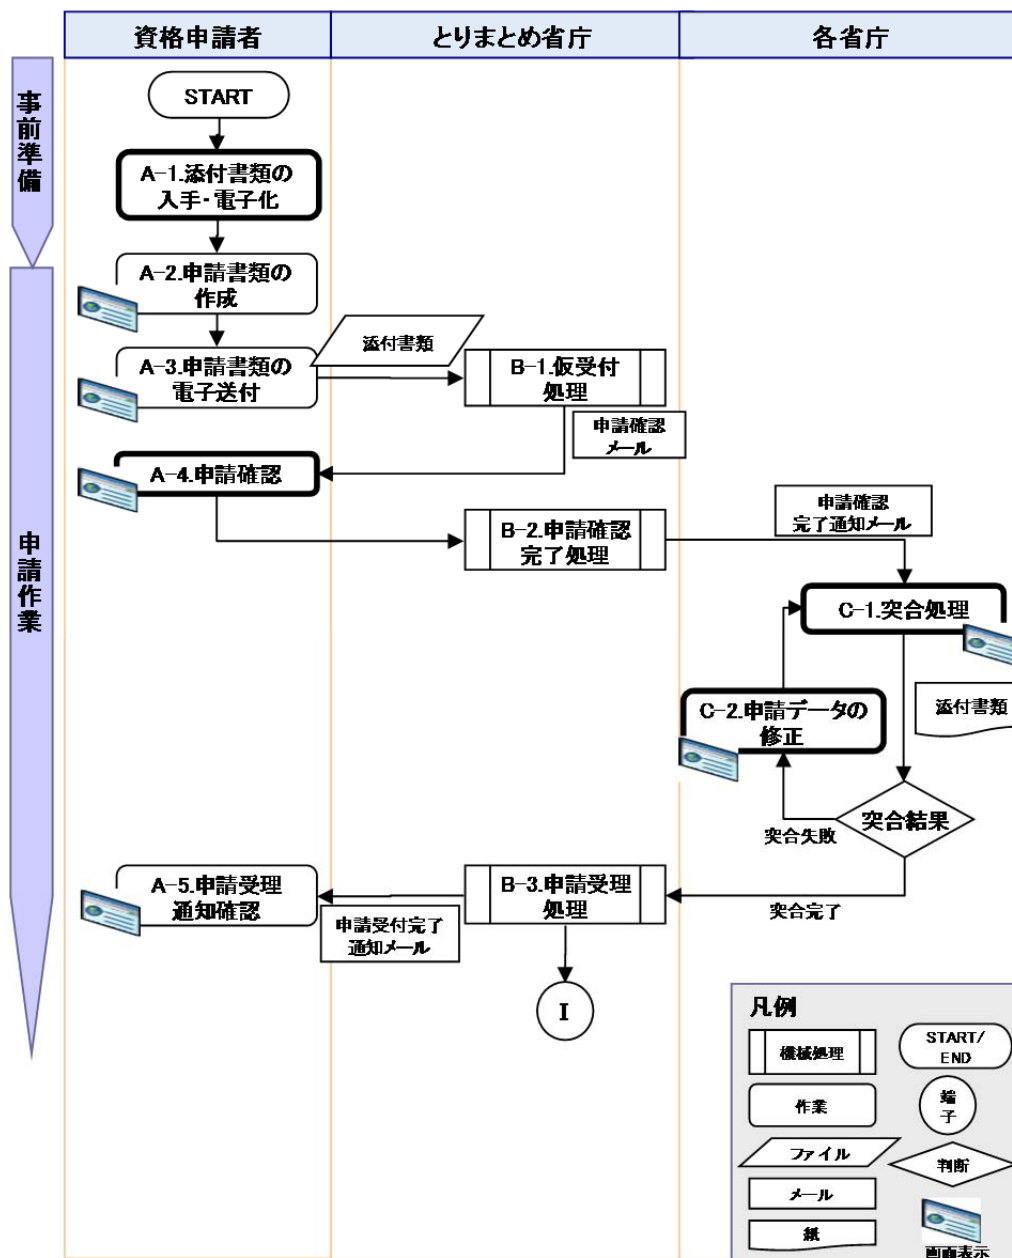 資格申請者
とりまとめ省庁
各省庁
事前準備
START
A-1.添付書類の
入手・電子化
A-2.申請書類の
作成
添付書類
A-3.申請書類の
電子送付
B-1.仮受付
処理
申請確認
メール
A-4.申請確認
申請確認
完了通知メール
B-2.申請確認
完了処理
申請作業
C-1.突合処理
C-2.申請データの
修正
添付書類
突合結果
突合失敗
A-5.申請受理
通知確認
B-3.申請受理
処理
突合完了
申請受付完了
通知メール
I
凡例
機械処理
START/
END
作業
端
子
ファイル
判断
メール
紙
画面表示